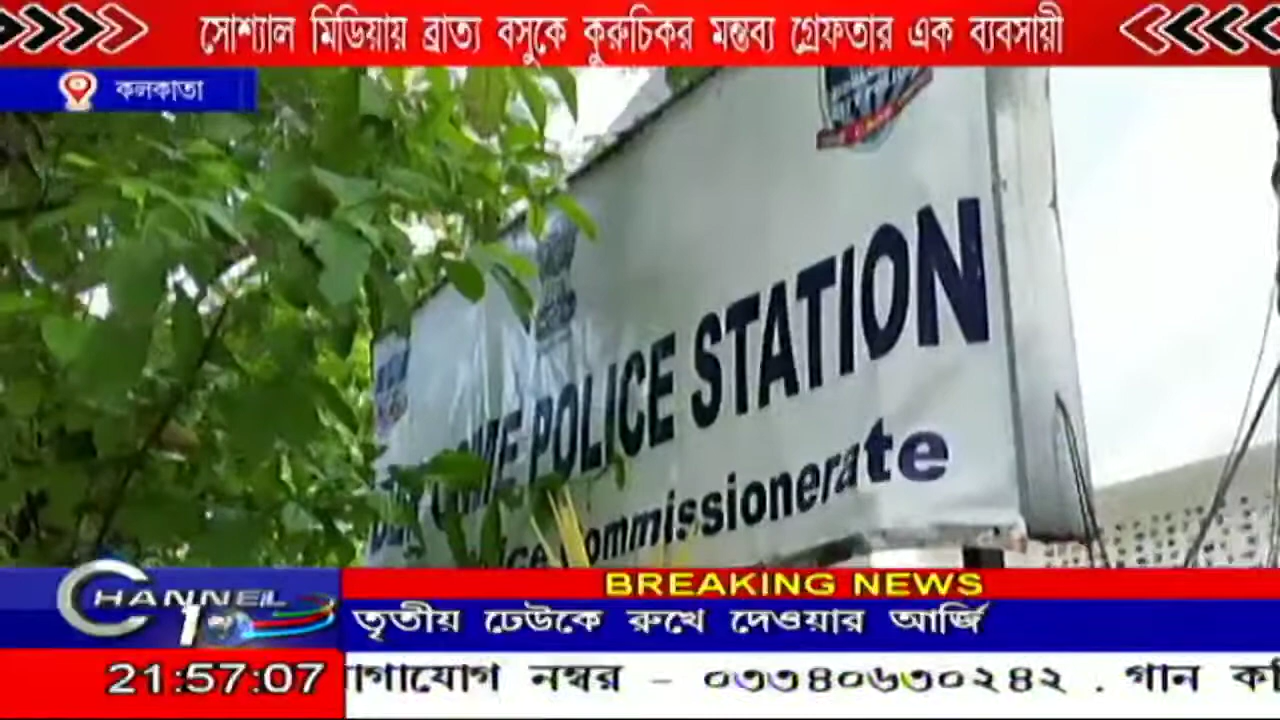 সোশ্যাল মিডিয়ায় ব্রাত্য বসুকে কুরুচিকর মন্তব্য গ্রেফতার এক ব্যবসায়ী
কলকাতা
POLICE STATION
Commissionerate
CHANNEL
1
BREAKING NEWS
তৃতীয় ঢেউকে রুখে দেওয়ার আর্জি
21:57:07
নম্বর - ০৩৩৪০৬৩০২৪২ . গান